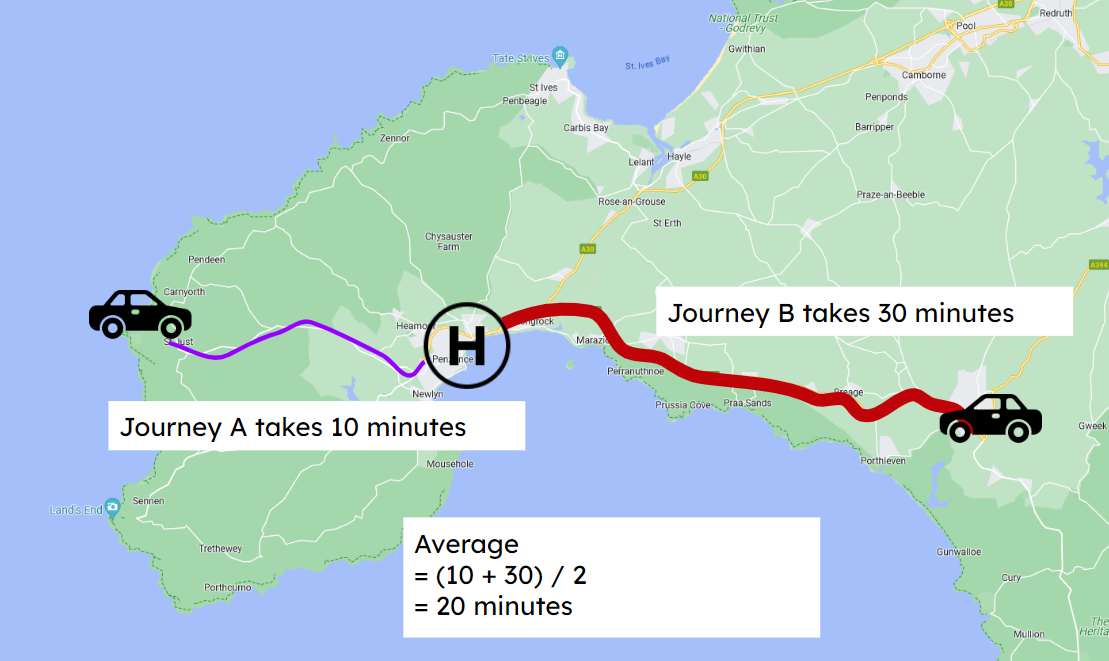 A30
Redruth
National Trust
- Godrevy
Pool
Gwithian
Tate St Ives
St. Ives Bay
Camborne
St Ives
Penbeagle
Penponds
Carbis Bay
Barripper
Zennor
Lelant
Hayle
A30
Praze-an-Beeble
Rose-an-Grouse
St Erth
Chysauster
Farm
A30
Pendeen
A394
Carnyorth
Journey B takes 30 minutes
Heamoor
St Just
H
Penzance
Marazion
Perranuthnoe
Newlyn
Prussia Cove
Praa Sands
Breage
Journey A takes 10 minutes
Gweek
Mousehole
Porthleven
Sennen
Land's End
Average
= (10 + 30) / 2
= 20 minutes
Trethewey
Gunwalloe
Porthcurno
Cury
The
Herita
Mullion